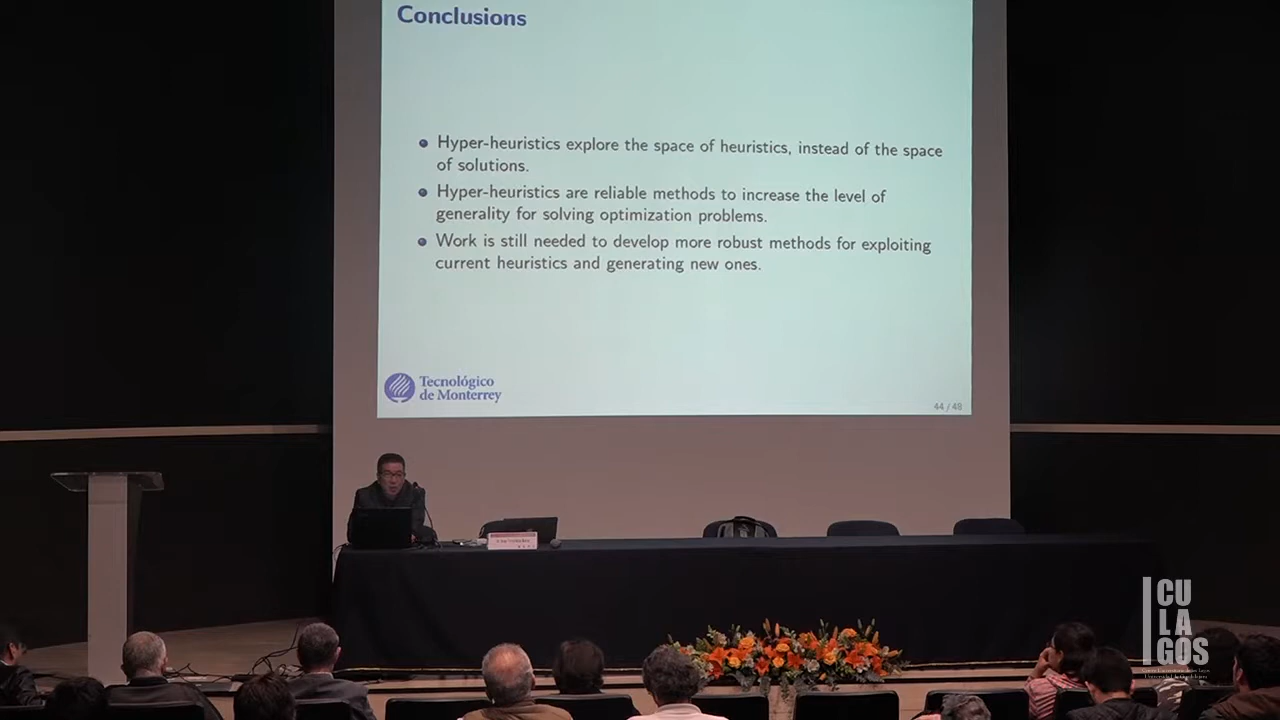 Conclusions
Hyper-heuristics explore the space of heuristics, instead of the space
of solutions.
Hyper-heuristics are reliable methods to increase the level of
generality for solving optimization problems.
Work is still needed to develop more robust methods for exploiting
current heuristics and generating new ones.
Tecnológico
de Monterrey
44 / 48
CU
LA
GOS